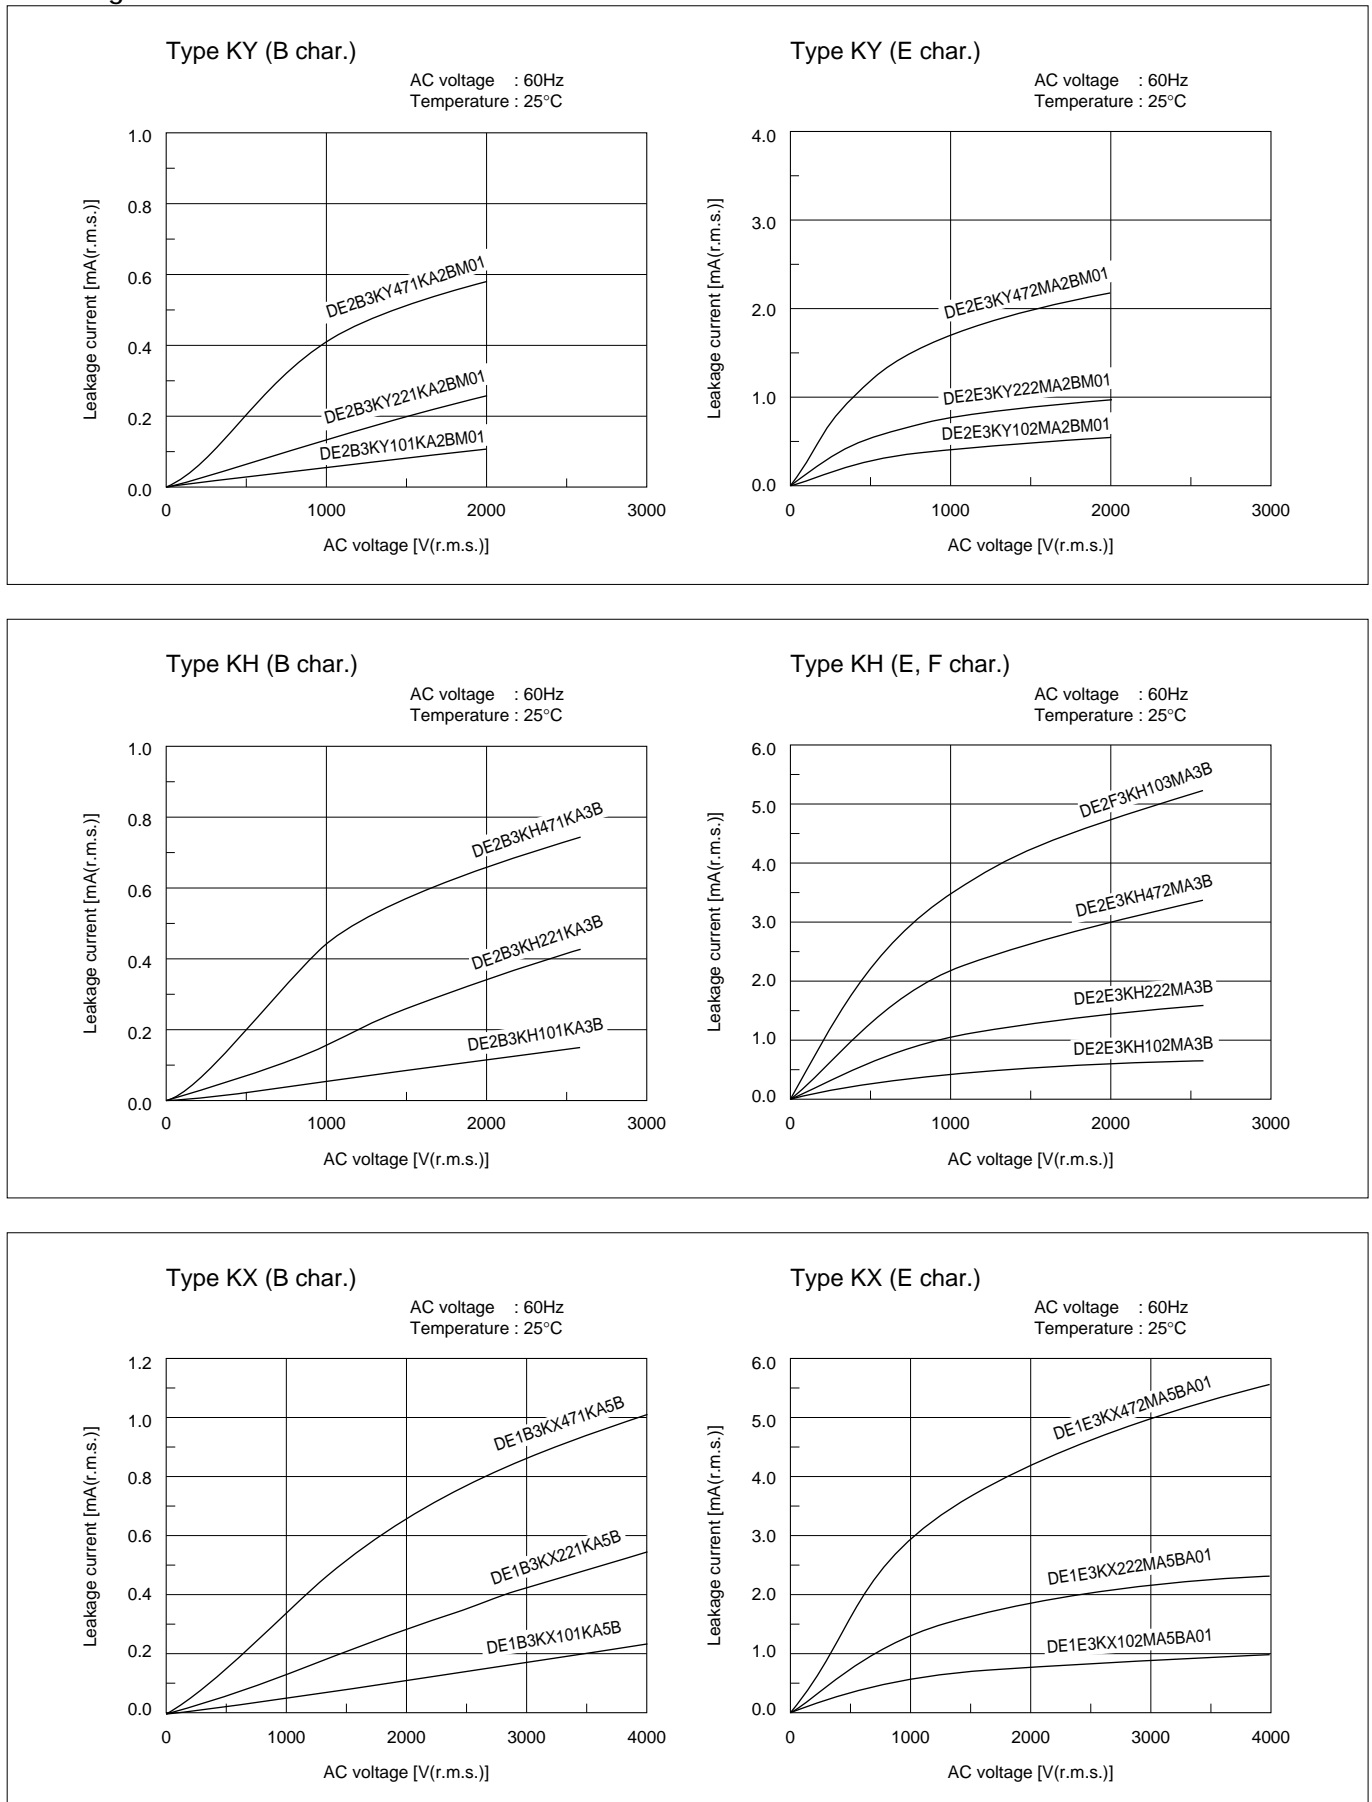 Type KY (B char.)
AC voltage : 60Hz
Temperature : 25°C
Leakage current [mA(r.m.s.)]
1.0
0.8
0.6
0.4
0.2
0.0
DE2B3KY471KA2BM01
DE2B3KY221KA2BM01
DE2B3KY101KA2BM01
0 1000 2000 3000
AC voltage [V(r.m.s.)]
Type KY (E char.)
AC voltage : 60Hz
Temperature : 25°C
Leakage current [mA(r.m.s.)]
4.0
3.0
2.0
1.0
0.0
DE2E3KY472MA2BM01
DE2E3KY222MA2BM01
DE2E3KY102MA2BM01
0 1000 2000 3000
AC voltage [V(r.m.s.)]
Type KH (B char.)
AC voltage : 60Hz
Temperature : 25°C
Leakage current [mA(r.m.s.)]
1.0
0.8
0.6
0.4
0.2
0.0
DE2B3KH471KA3B
DE2B3KH221KA3B
DE2B3KH101KA3B
0 1000 2000 3000
AC voltage [V(r.m.s.)]
Type KH (E, F char.)
AC voltage : 60Hz
Temperature : 25°C
Leakage current [mA(r.m.s.)]
6.0
5.0
4.0
3.0
2.0
1.0
0.0
DE2F3KH103MA3B
DE2E3KH472MA3B
DE2E3KH222MA3B
DE2E3KH102MA3B
0 1000 2000 3000
AC voltage [V(r.m.s.)]
Type KX (B char.)
AC voltage : 60Hz
Temperature : 25°C
Leakage current [mA(r.m.s.)]
1.2
1.0
0.8
0.6
0.4
0.2
0.0
DE1B3KX471KA5B
DE1B3KX221KA5B
DE1B3KX101KA5B
0 1000 2000 3000 4000
AC voltage [V(r.m.s.)]
Type KX (E char.)
AC voltage : 60Hz
Temperature : 25°C
Leakage current [mA(r.m.s.)]
6.0
5.0
4.0
3.0
2.0
1.0
0.0
DE1E3KX472MA5BA01
DE1E3KX222MA5BA01
DE1E3KX102MA5BA01
0 1000 2000 3000 4000
AC voltage [V(r.m.s.)]